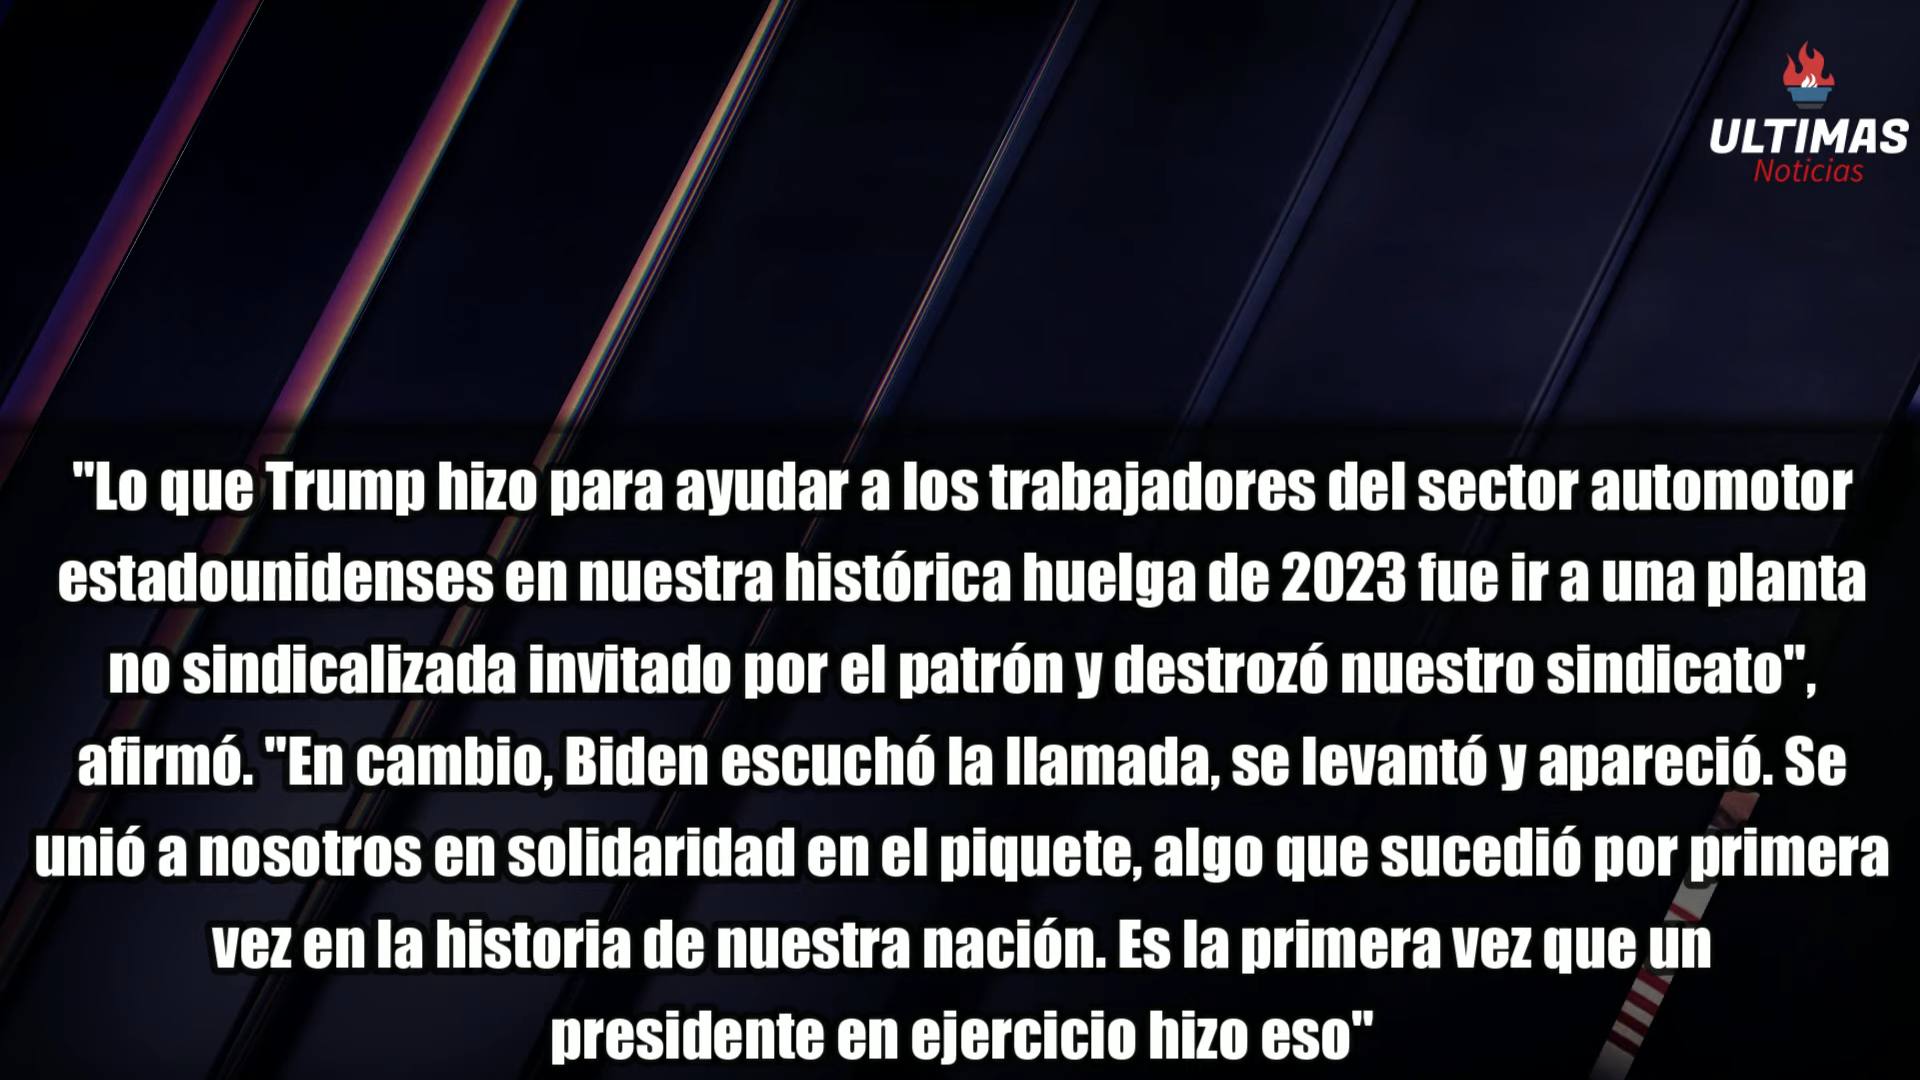 ULTIMAS
Noticias
"Lo que Trump hizo para ayudar a los trabajadores del sector automotor
estadounidenses en nuestra histórica huelga de 2023 fue ir a una planta
no sindicalizada invitado por el patrón y destrozó nuestro sindicato",
afirmó. "En cambio, Biden escuchó la llamada, se levantó y apareció. Se
unió a nosotros en solidaridad en el piquete, algo que sucedió por primera
vez en la historia de nuestra nación. Es la primera vez que un
presidente en ejercicio hizo eso"